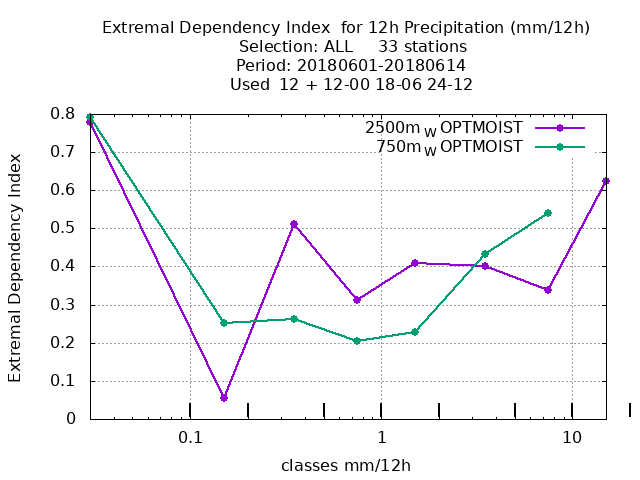 Extremal Dependency Index  for 12h Precipitation (mm/12h)
Selection: ALL     33 stations
Period: 20180601-20180614
Used  12 + 12-00 18-06 24-12
2500m W OPTMOIST
750m W OPTMOIST
Extremal Dependency Index
0.8
0.7
0.6
0.5
0.4
0.3
0.2
0.1
0
0.1 1 10
classes mm/12h